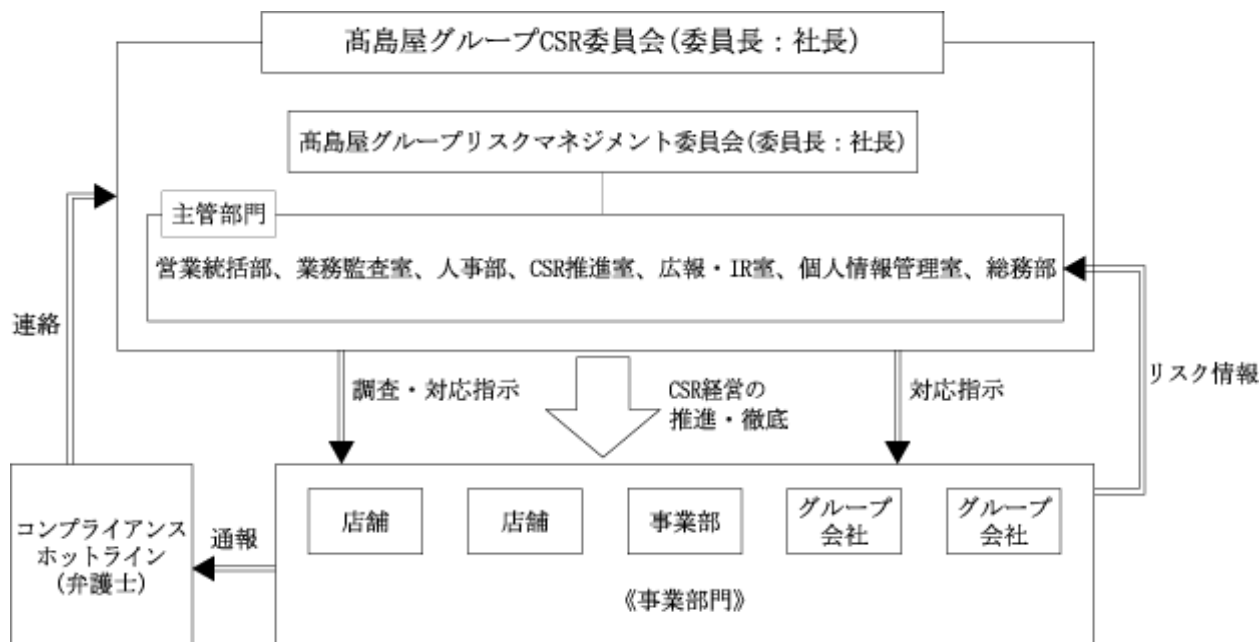 髙島屋グループCSR委員会(委員長：社長)
髙島屋グループリスクマネジメント委員会(委員長：社長)
主管部門
営業統括部、業務監査室、人事部、CSR推進室、広報・IR室、個人情報管理室、総務部
連絡
調査・対応指示
CSR経営の
推進・徹底
対応指示
リスク情報
コンプライアンス
ホットライン
(弁護士)
通報
店舗
店舗
事業部
グループ
会社
グループ
会社
《事業部門》